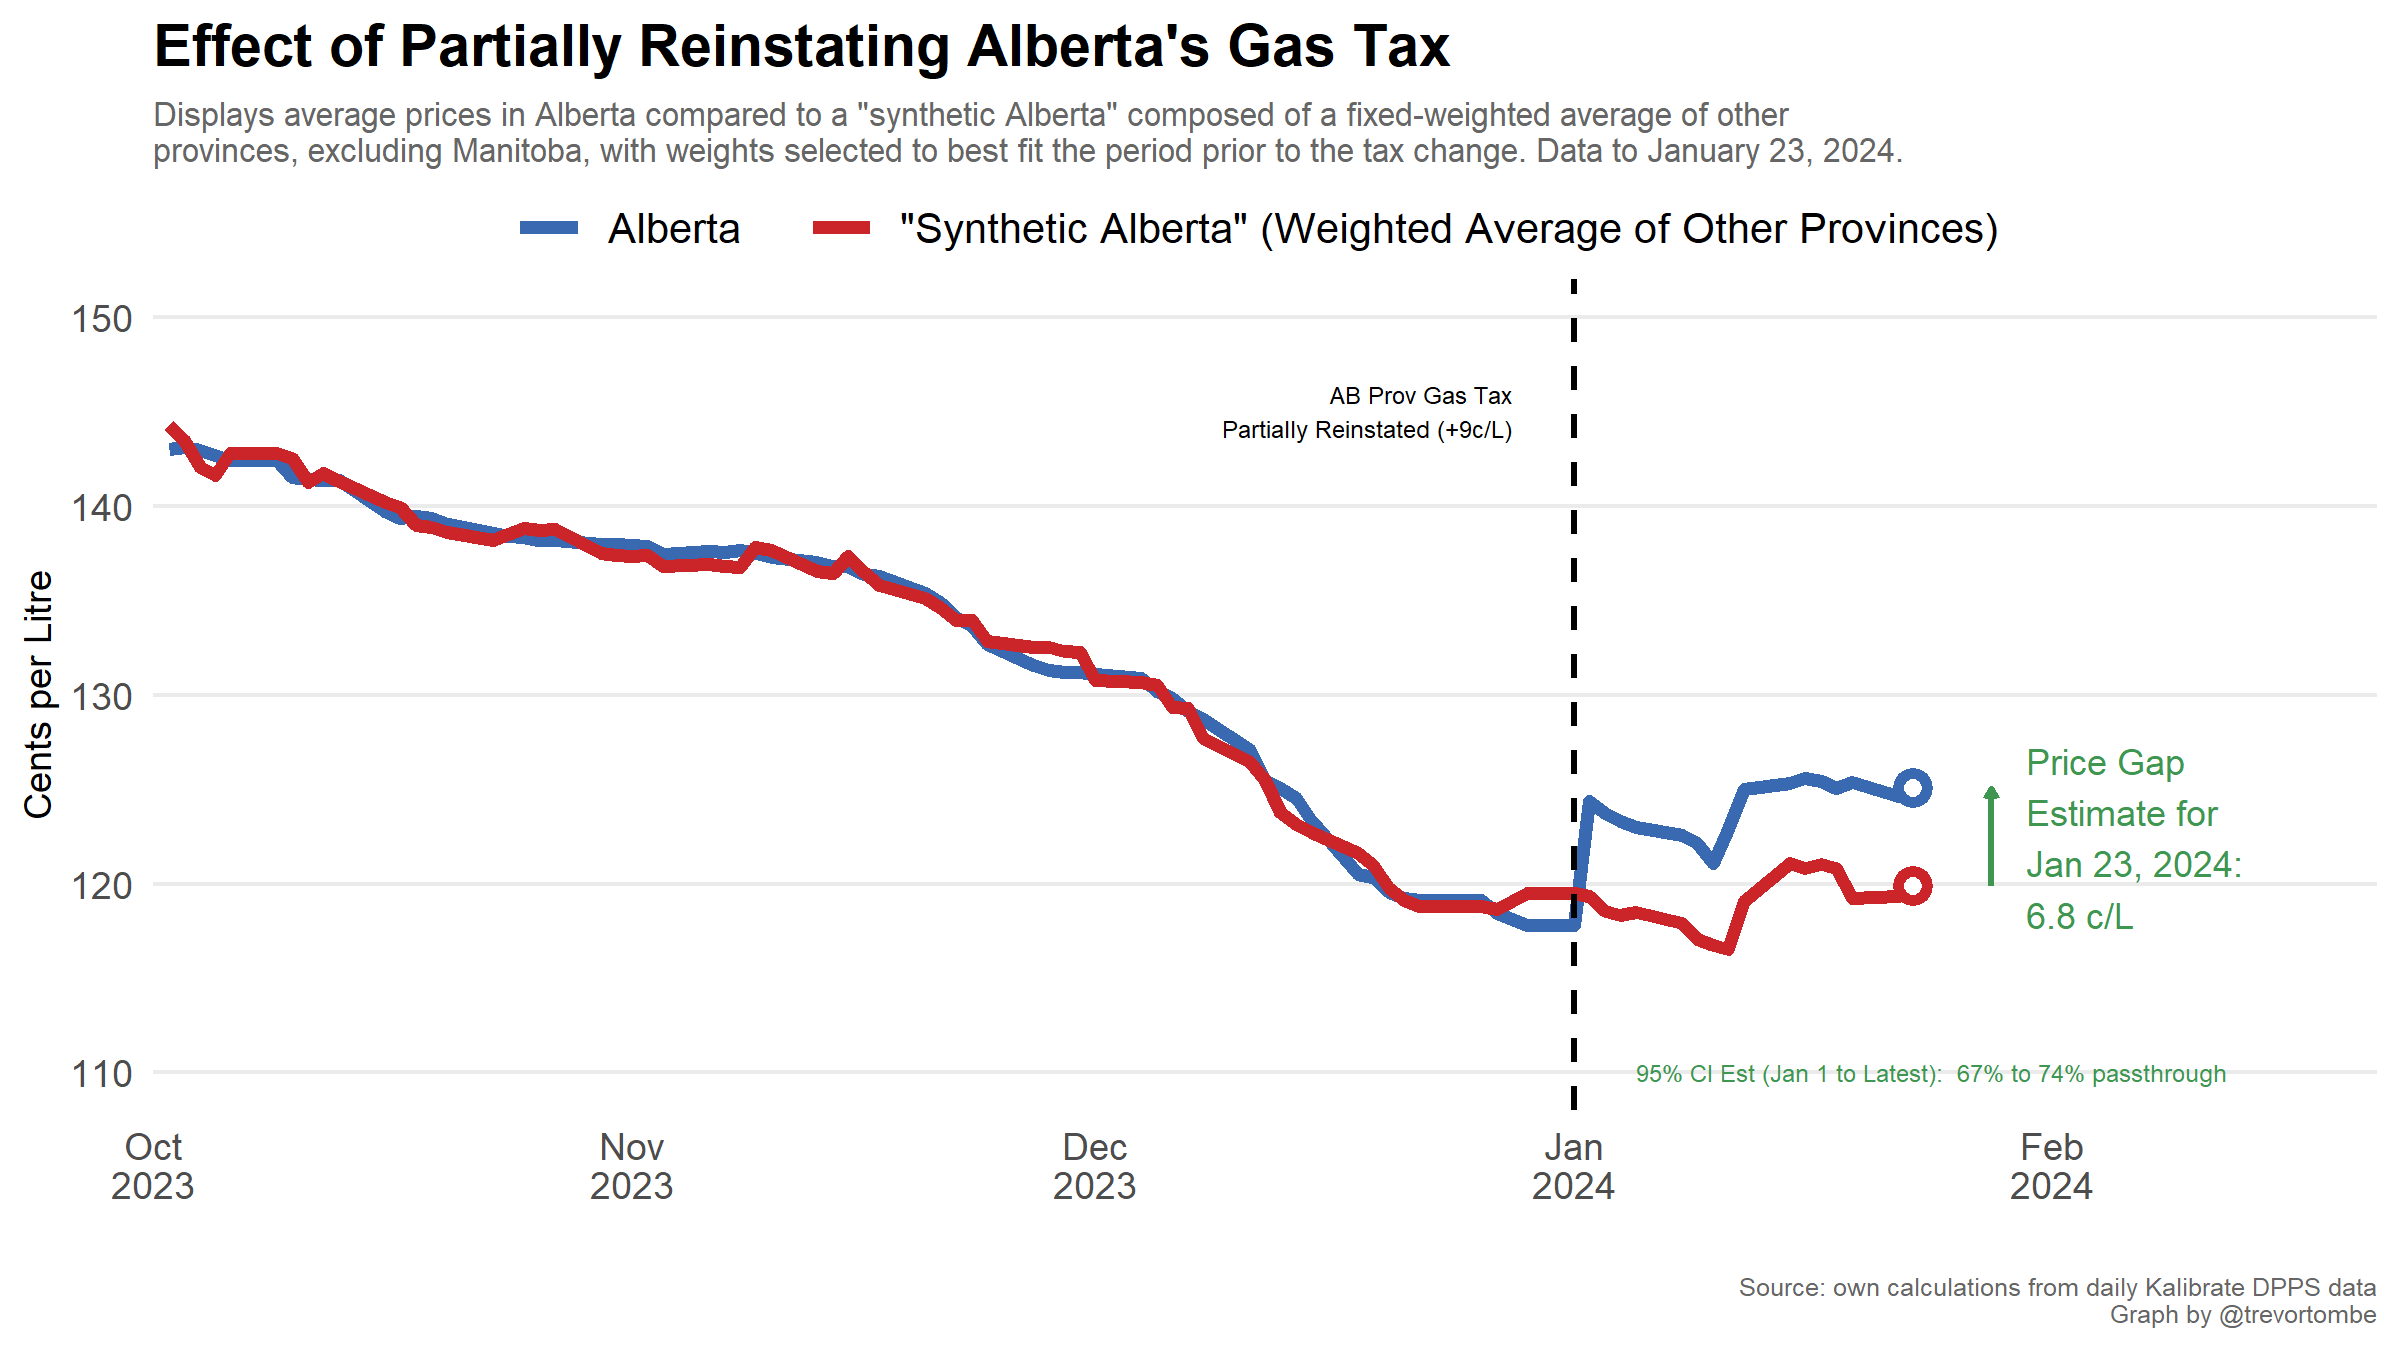 Effect of Partially Reinstating Alberta's Gas Tax
Displays average prices in Alberta compared to a "synthetic Alberta" composed of a fixed-weighted average of other
provinces, excluding Manitoba, with weights selected to best fit the period prior to the tax change. Data to January 23, 2024.
Alberta
"Synthetic Alberta" (Weighted Average of Other Provinces)
Cents per Litre
150
140
130
120
110
AB Prov Gas Tax
Partially Reinstated (+9c/L)
Price Gap
Estimate for
Jan 23, 2024:
6.8 c/L
95% CI Est (Jan 1 to Latest):  67% to 74% passthrough
Oct
2023
Nov
2023
Dec
2023
Jan
2024
Feb
2024
Source: own calculations from daily Kalibrate DPPS data
Graph by @trevortombe